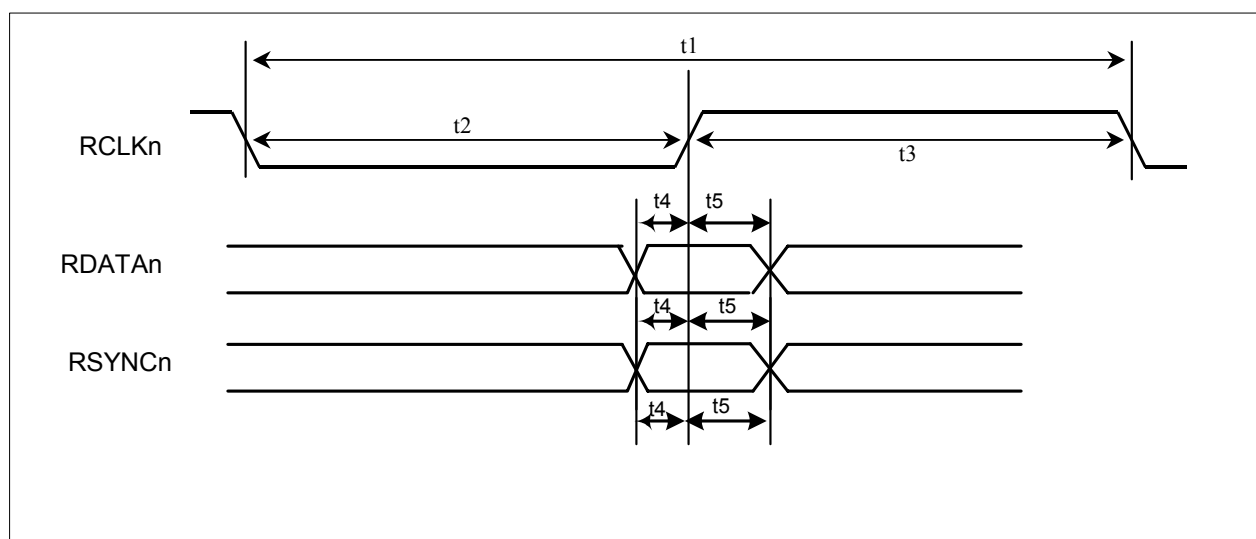 t1
RCLKn
t2
t3
t4 t5
RDATAn
t4 t5
RSYNCn
t4 t5